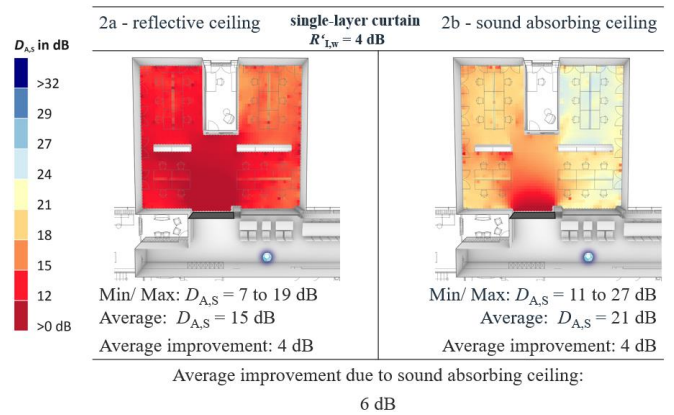 2a - reflective ceiling
single-layer curtain
R‘I,w = 4 dB
2b - sound absorbing ceiling
DA,S in dB
>32
29
27
24
21
18
15
12
>0 dB
Min/ Max: DA,S = 7 to 19 dB
Average: DA,S = 15 dB
Average improvement: 4 dB
Min/ Max: DA,S = 11 to 27 dB
Average: DA,S = 21 dB
Average improvement: 4 dB
Average improvement due to sound absorbing ceiling:
6 dB